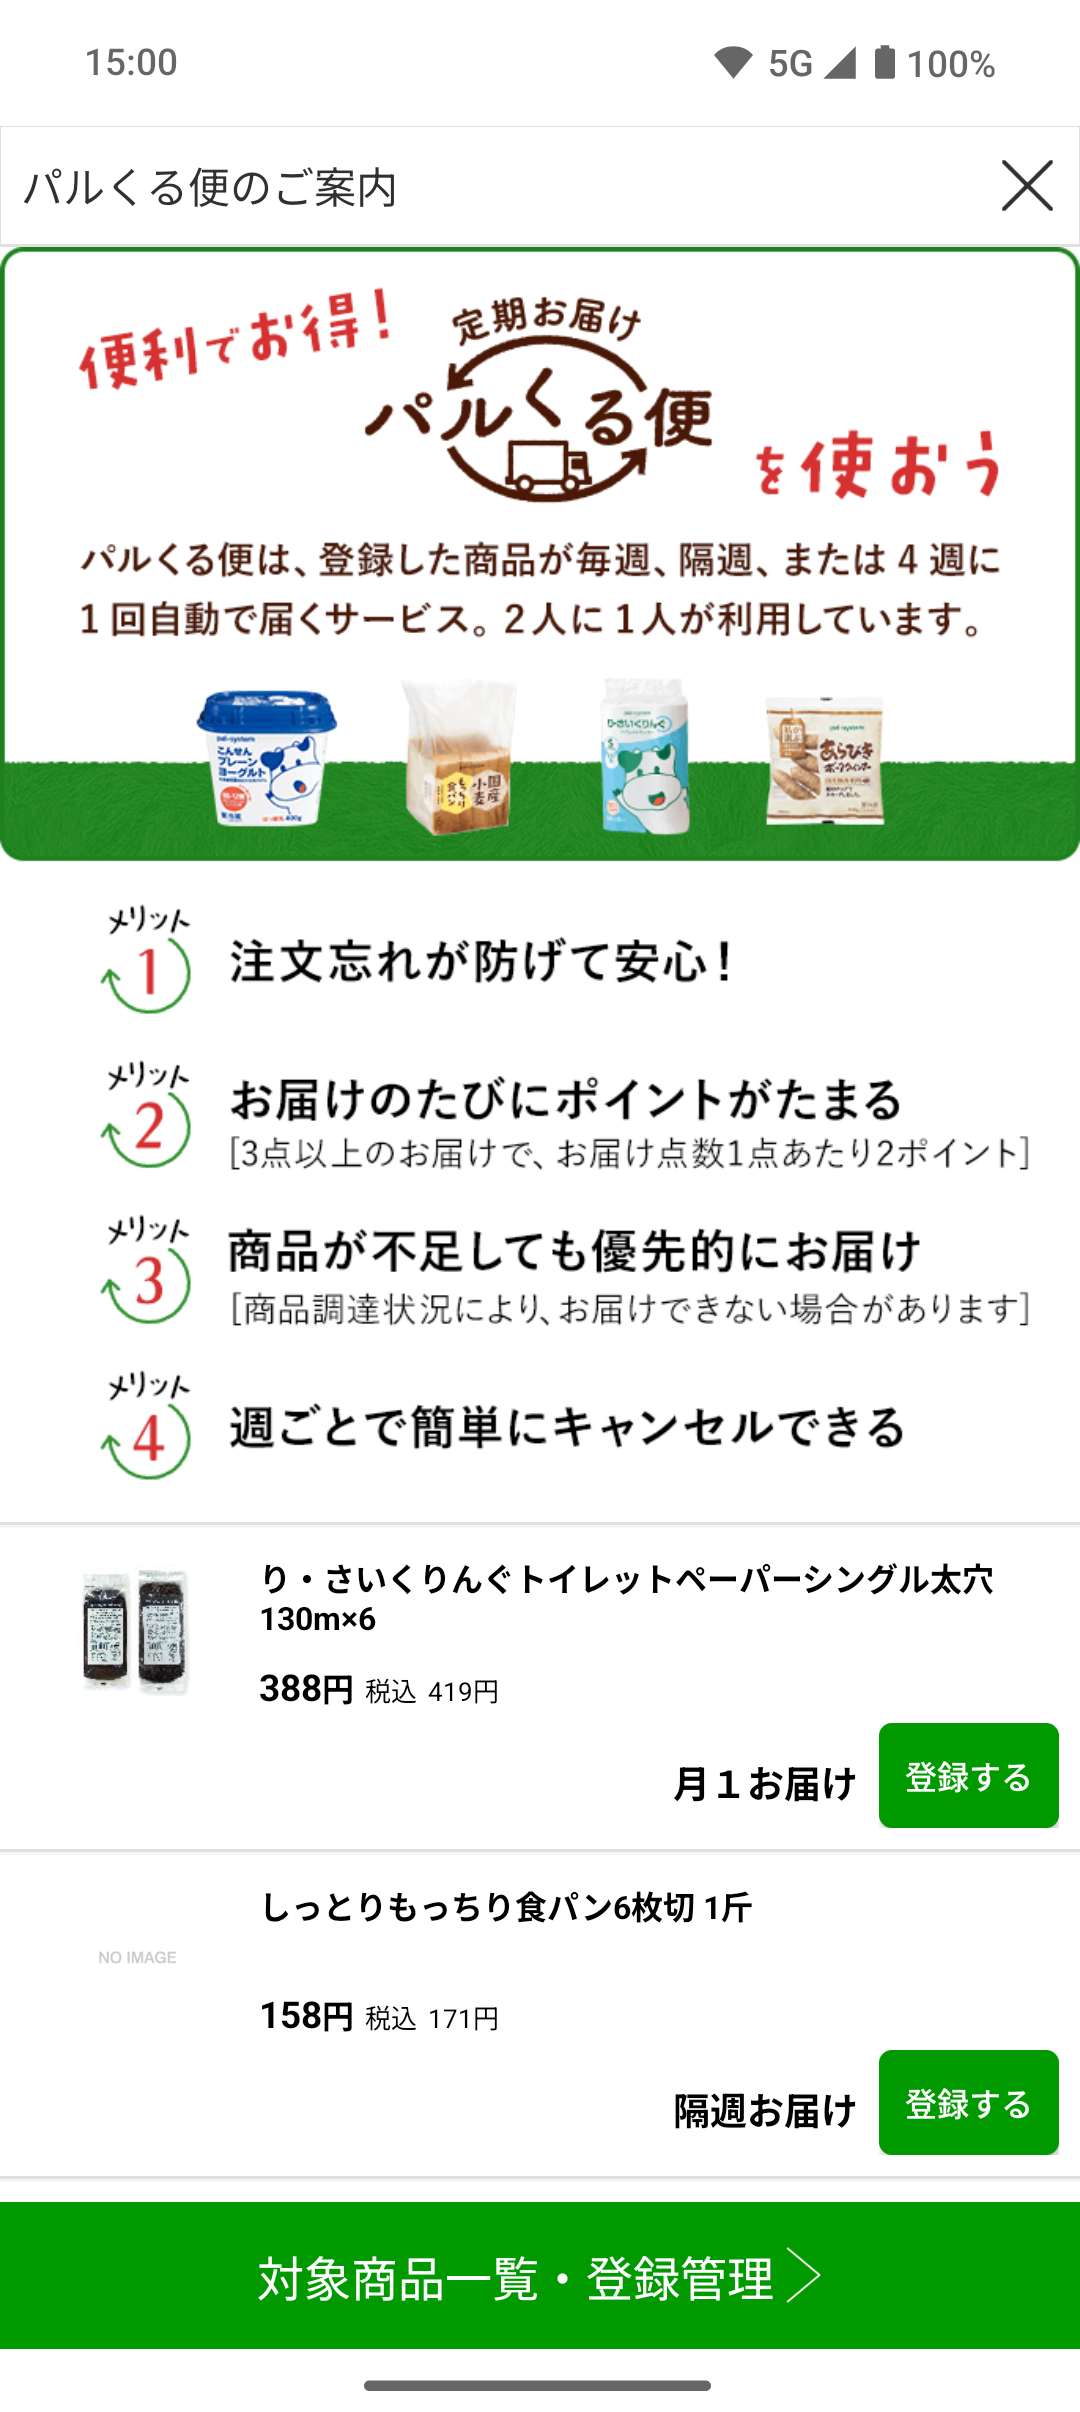 15:00
5G 100%
パルくる便のご案内
便利でお得!
定期お届け
パルくる便
を使おう
パルくる便は、登録した商品が毎週、隔週、または4週に
1回自動で届くサービス。2人に1人が利用しています。
pal-system
こんせん
プレーン
ヨーグルト
400g
国産
小麦
もっちり
食パン
pal-system
り・さいくりんぐ
pal-system
あらびき
ポークウインナー
メリット
1
注文忘れが防げて安心!
メリット
2
お届けのたびにポイントがたまる
[3点以上のお届けで、お届け点数1点あたり2ポイント]
メリット
3
商品が不足しても優先的にお届け
[商品調達状況により、お届けできない場合があります]
メリット
4
週ごとで簡単にキャンセルできる
り・さいくりんぐトイレットペーパーシングル太穴
130m×6
388円 税込 419円
月１お届け
登録する
しっとりもっちり食パン6枚切 1斤
NO IMAGE
158円 税込 171円
隔週お届け
登録する
対象商品一覧・登録管理